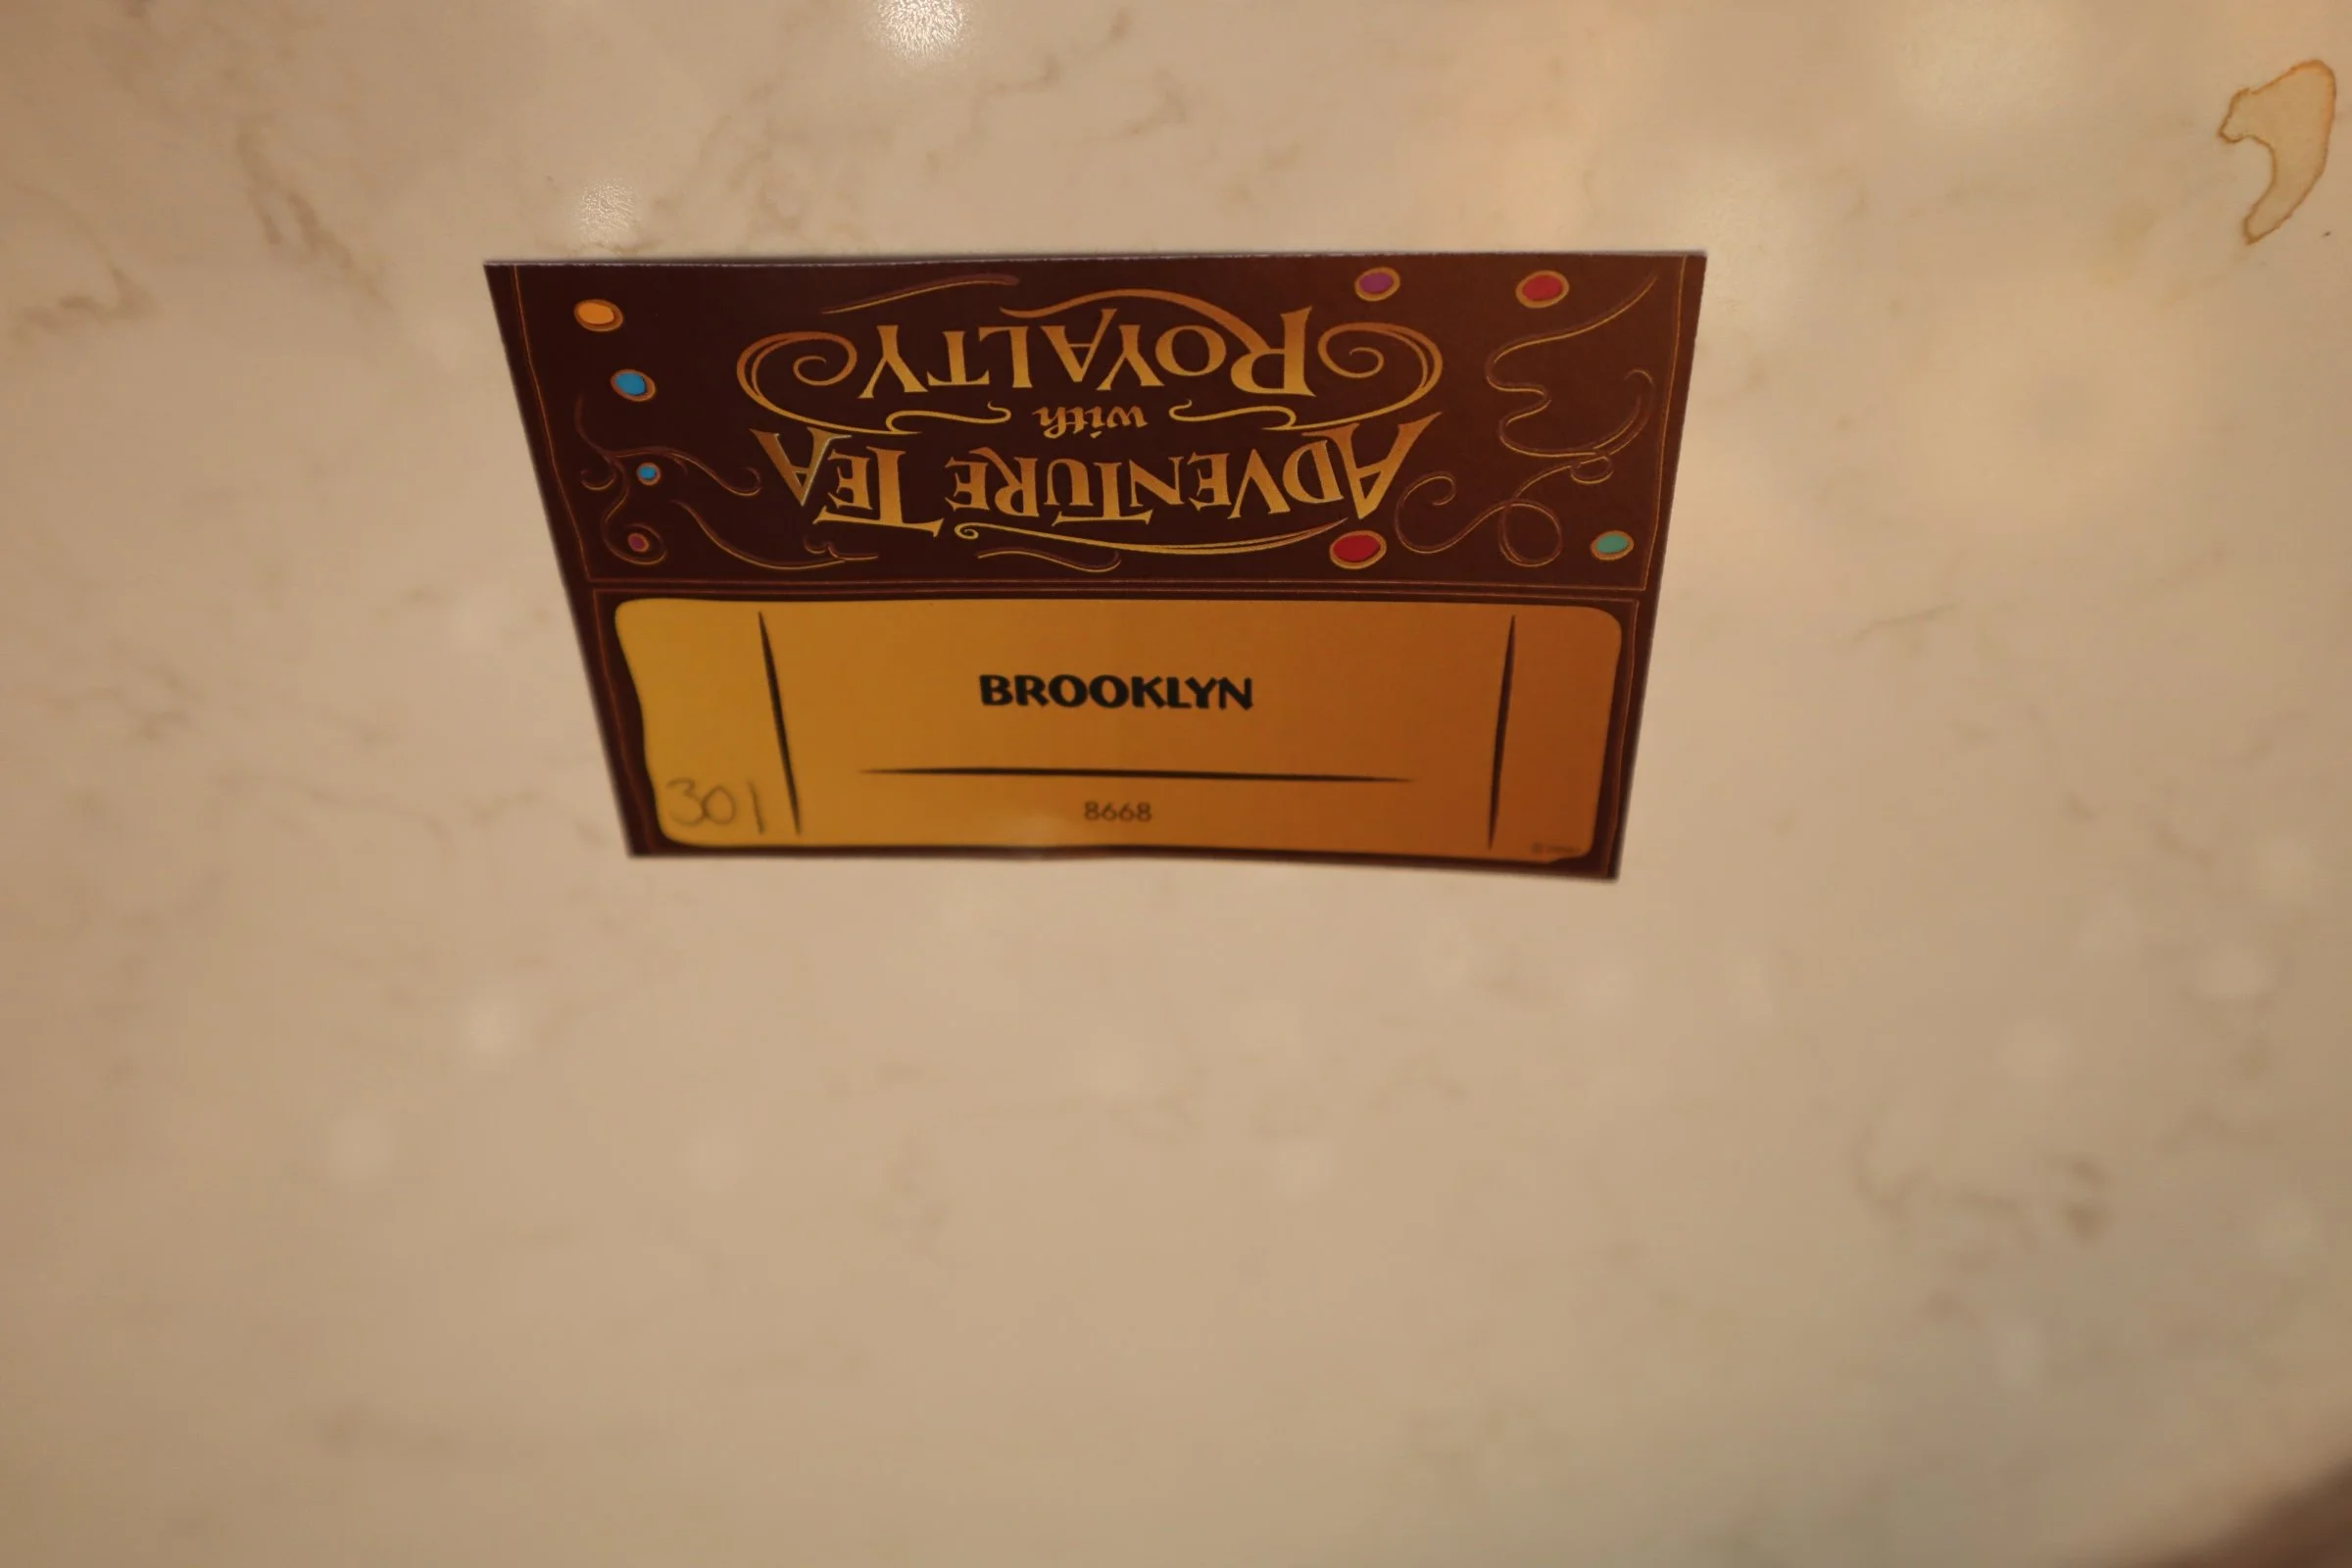 ADVENTURE TEA
with
ROYALTY
BROOKLYN
301
8668